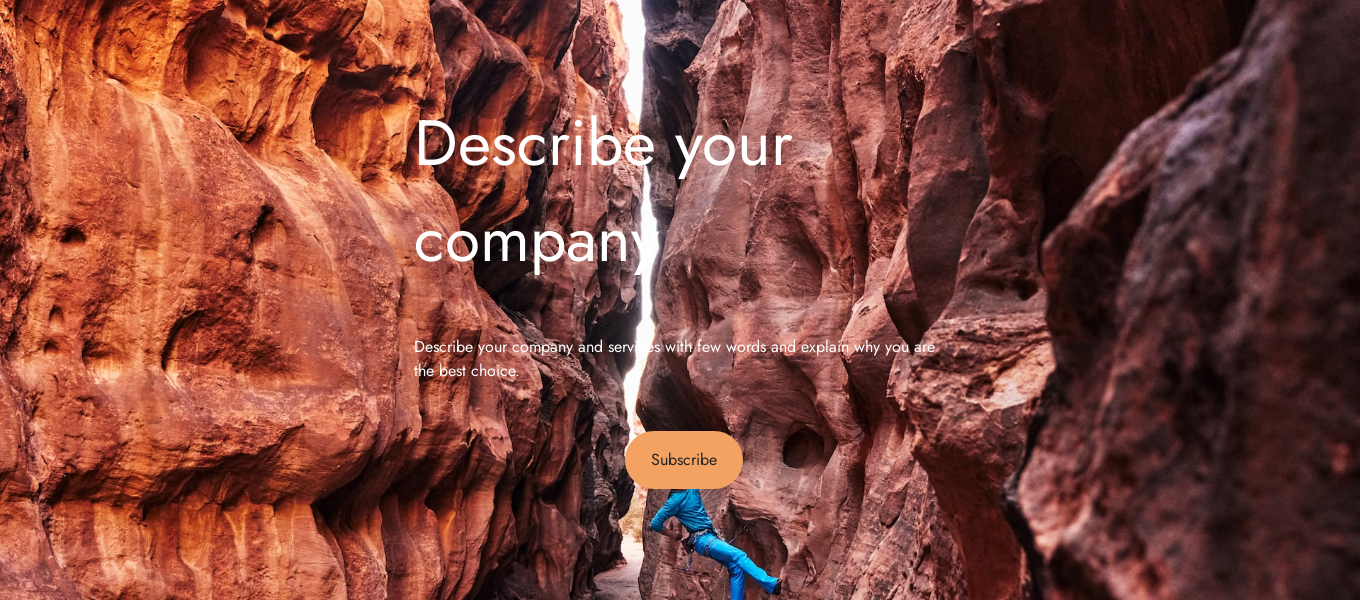 Describe your
company
Describe your company and services with few words and explain why you are
the best choice.
Subscribe